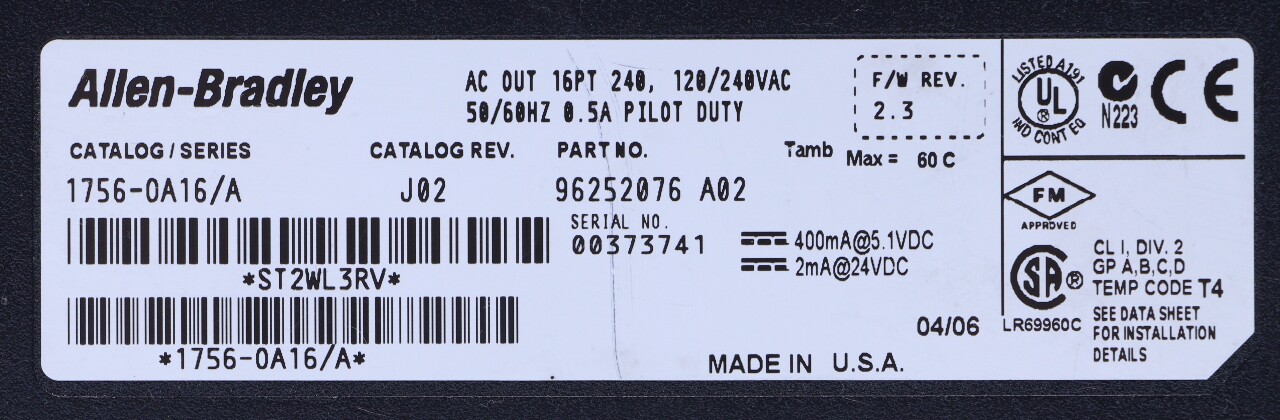 Allen-Bradley
AC OUT 16PT 240, 120/240VAC
50/60HZ 0.5A PILOT DUTY
F/W REV.
2.3
CATALOG / SERIES
CATALOG REV.
PART NO.
Tamb Max = 60 C
1756-OA16/A
J02
96252076 A02
SERIAL NO.
00373741
400mA@5.1VDC
2mA@24VDC
*ST2WL3RV*
*1756-OA16/A*
04/06
MADE IN U.S.A.
LISTED A191
UL
®
IND CONT EQ
N223
CE
FM
APPROVED
SA ®
LR69960C
CL I, DIV. 2
GP A,B,C,D
TEMP CODE T4
SEE DATA SHEET
FOR INSTALLATION
DETAILS